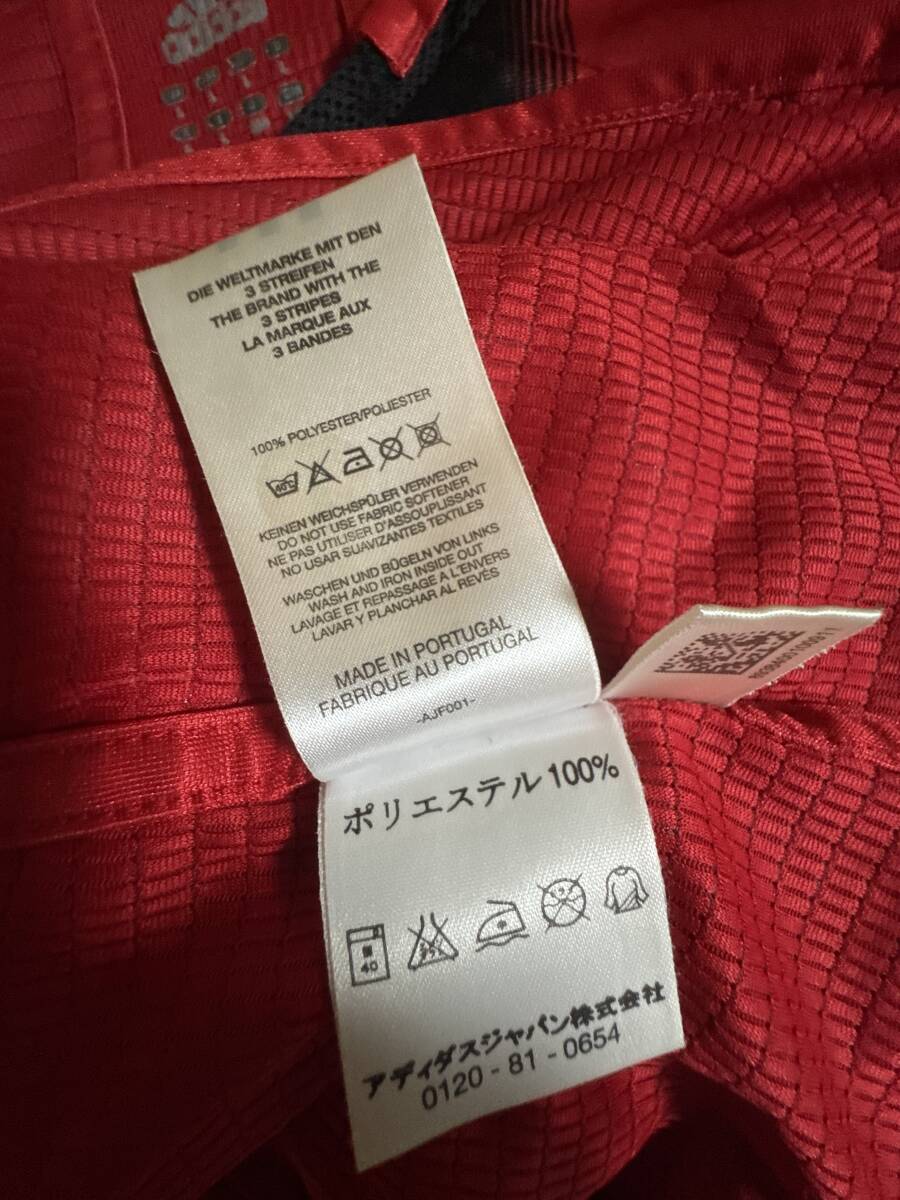 adidas
DIE WELTMARKE MIT DEN
3 STREIFEN
THE BRAND WITH THE
3 STRIPES
LA MARQUE AUX
3 BANDES
100% POLYESTER/POLIESTER
40°C
KEINEN WEICHSPÜLER VERWENDEN
DO NOT USE FABRIC SOFTENER
NE PAS UTILISER D'ASSOUPLISSANT
NO USAR SUAVIZANTES TEXTILES
WASCHEN UND BÜGELN VON LINKS
WASH AND IRON INSIDE OUT
LAVAGE ET REPASSAGE A L'ENVERS
LAVAR Y PLANCHAR AL REVÉS
MADE IN PORTUGAL
FABRIQUE AU PORTUGAL
-AJF001-
ポリエステル 100%
40
アディダスジャパン株式会社
0120 - 81 - 0654